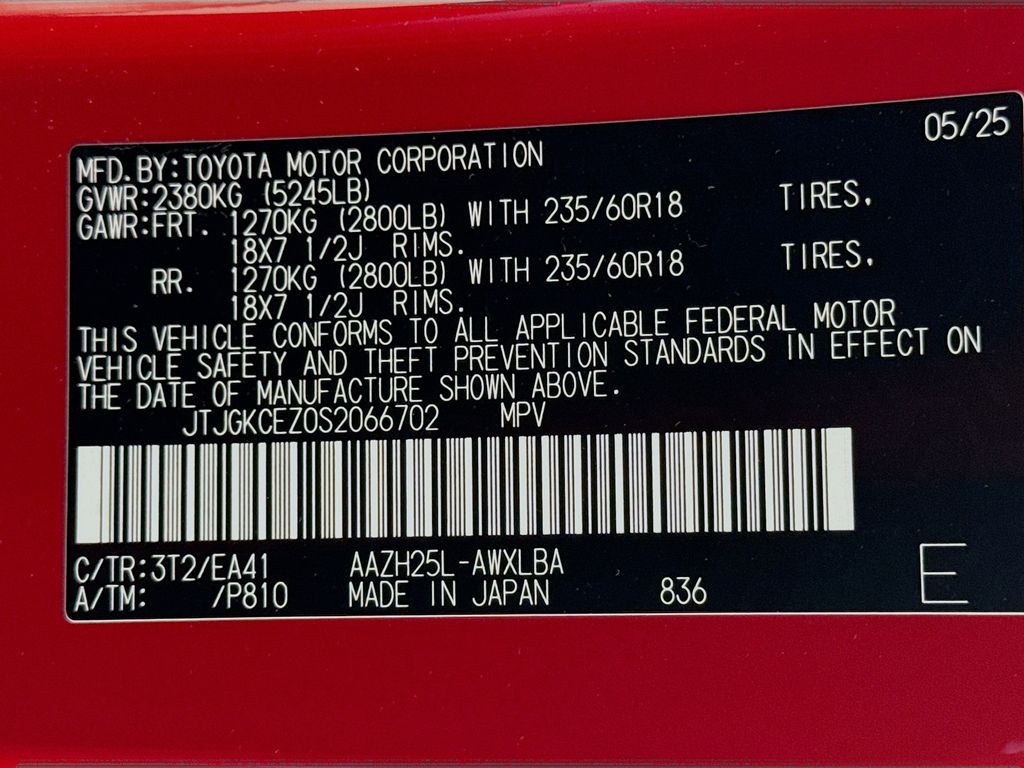 05/25
MFD.BY:TOYOTA MOTOR CORPORATION
GVWR:2380KG (5245LB)
GAWR:FRT. 1270KG (2800LB) WITH 235/60R18 TIRES.
18X7 1/2J RIMS.
RR. 1270KG (2800LB) WITH 235/60R18 TIRES.
18X7 1/2J RIMS.
THIS VEHICLE CONFORMS TO ALL APPLICABLE FEDERAL MOTOR
VEHICLE SAFETY AND THEFT PREVENTION STANDARDS IN EFFECT ON
THE DATE OF MANUFACTURE SHOWN ABOVE.
JTJGKCEZ0S2066702 MPV
C/TR:3T2/EA41 AAZH25L-AWXLBA
A/TM: /P810 MADE IN JAPAN 836 E